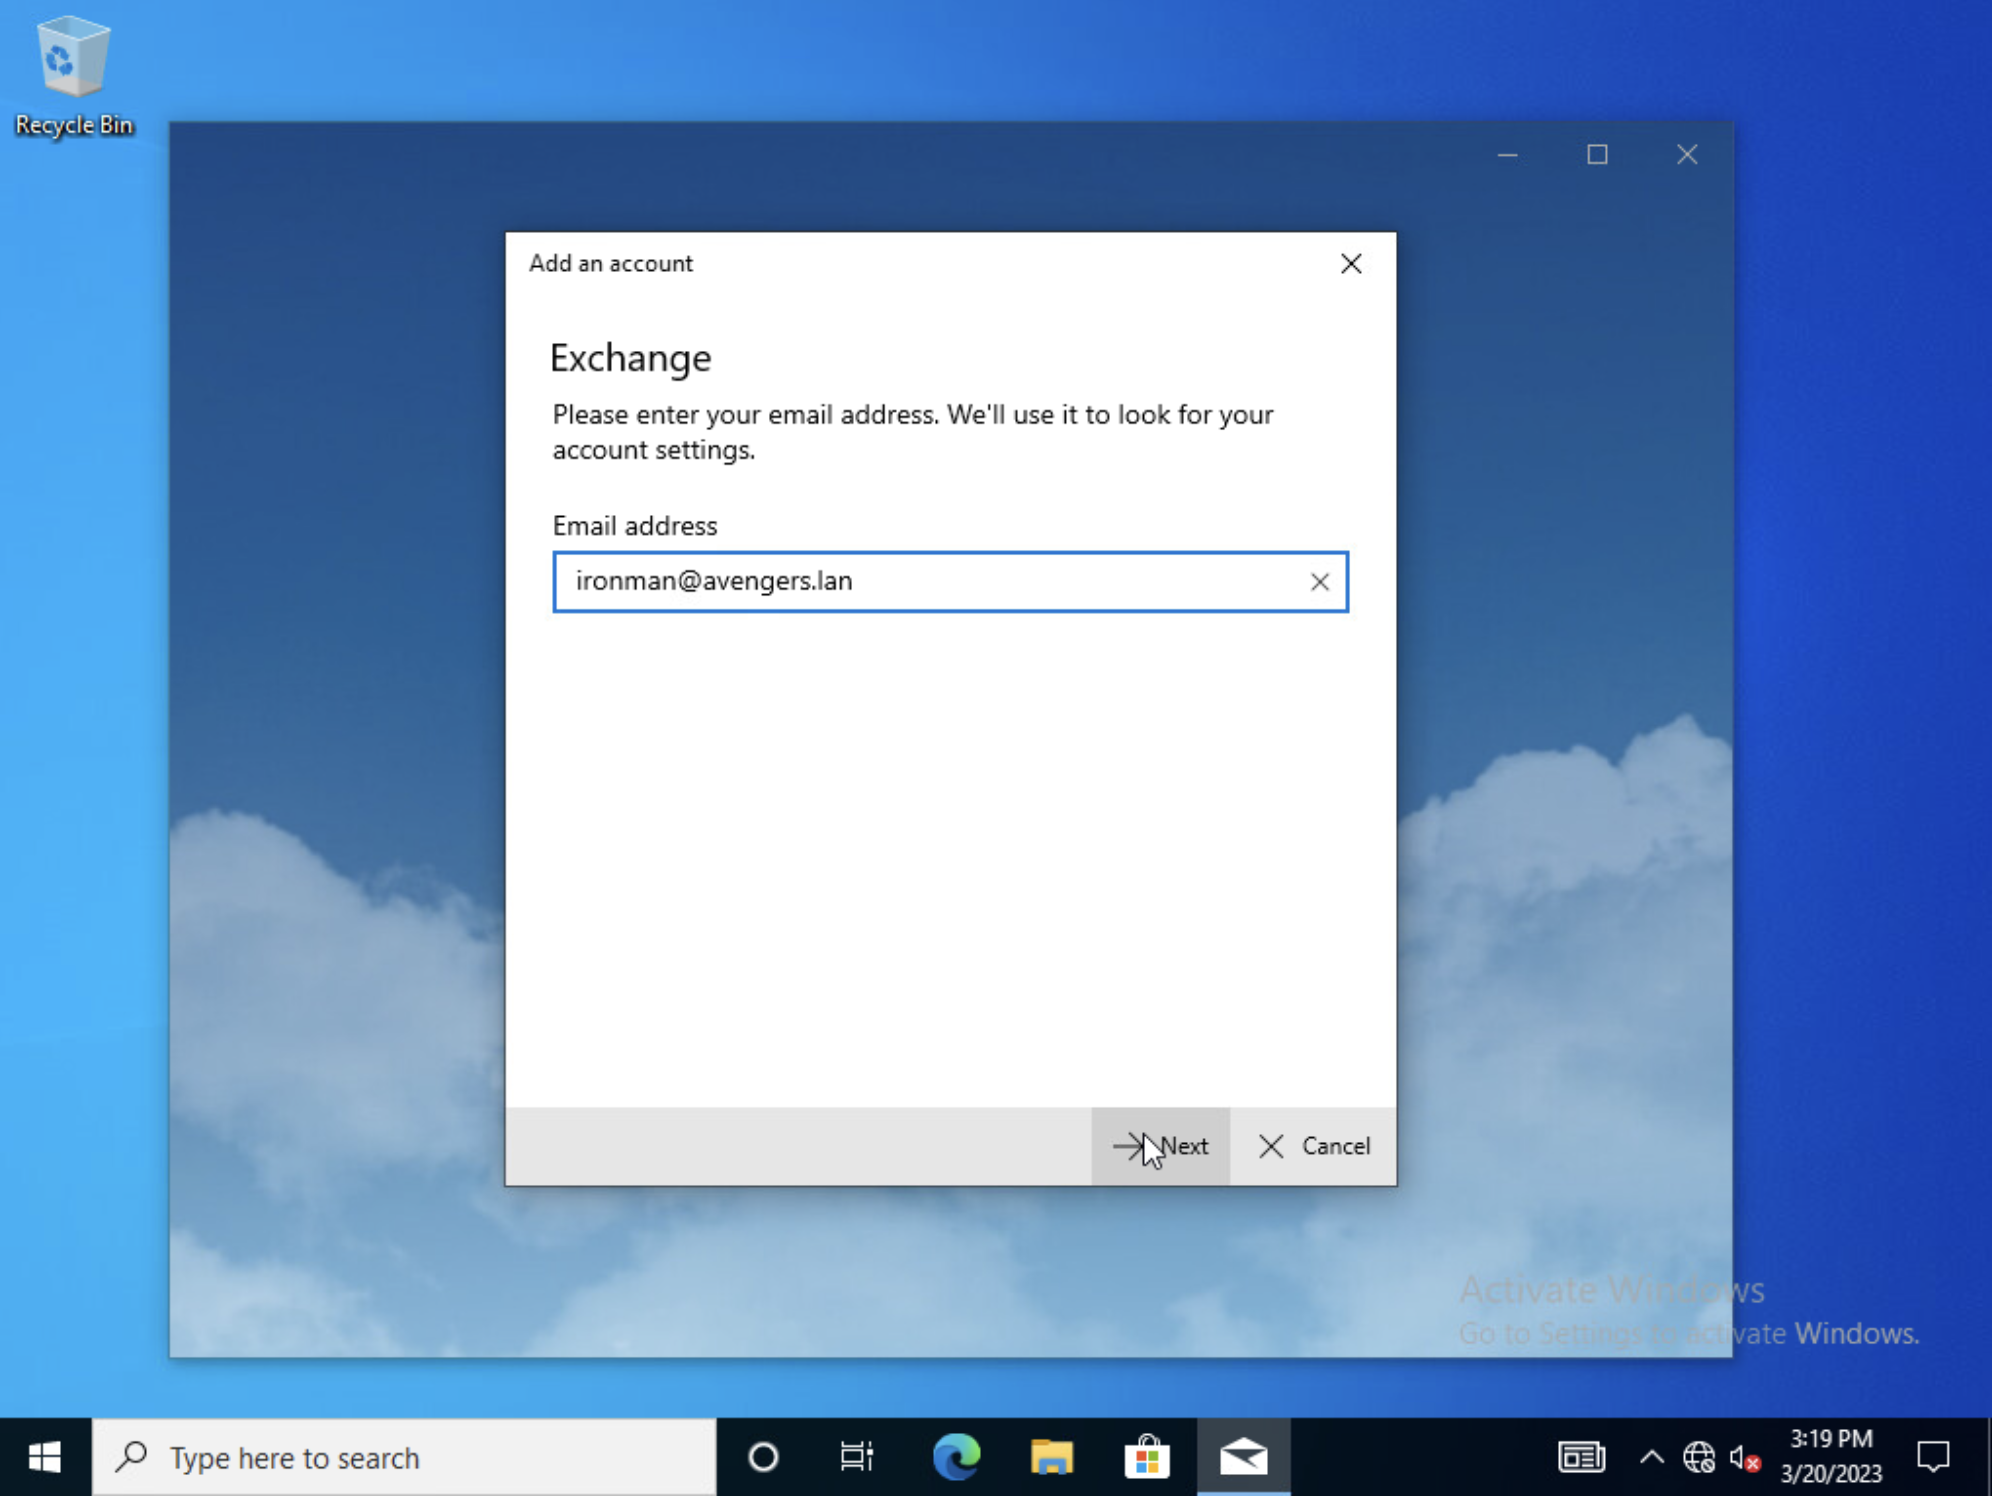 Recycle Bin
Add an account
Exchange
Please enter your email address. We'll use it to look for your
account settings.
Email address
ironman@avengers.lan
Next
Cancel
Activate Windows
Go to Settings to activate Windows.
Type here to search
3:19 PM
3/20/2023